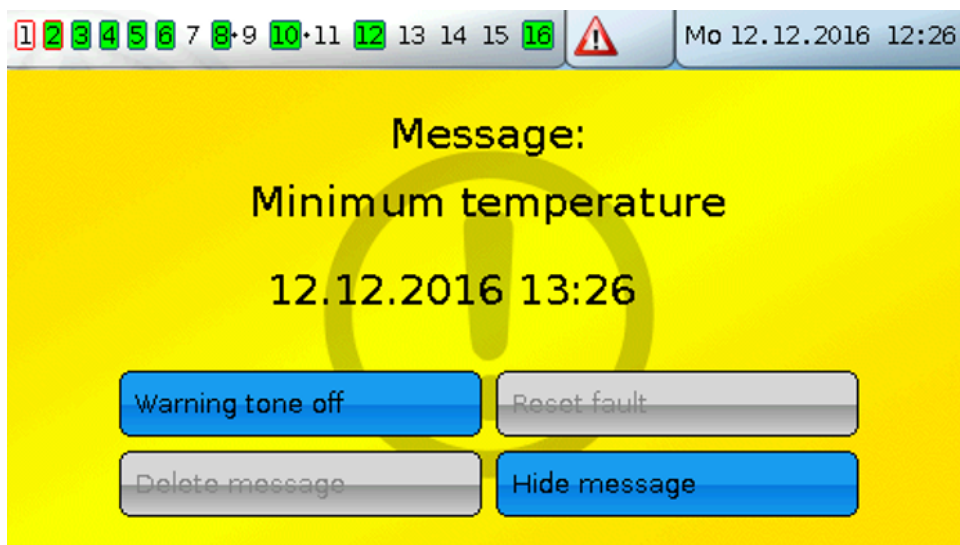 1 2 3 4 5 6 7 8+9 10+11 12 13 14 15 16 Mo 12.12.2016 12:26
Message:
Minimum temperature
12.12.2016 13:26
Warning tone off Reset fault
Delete message Hide message